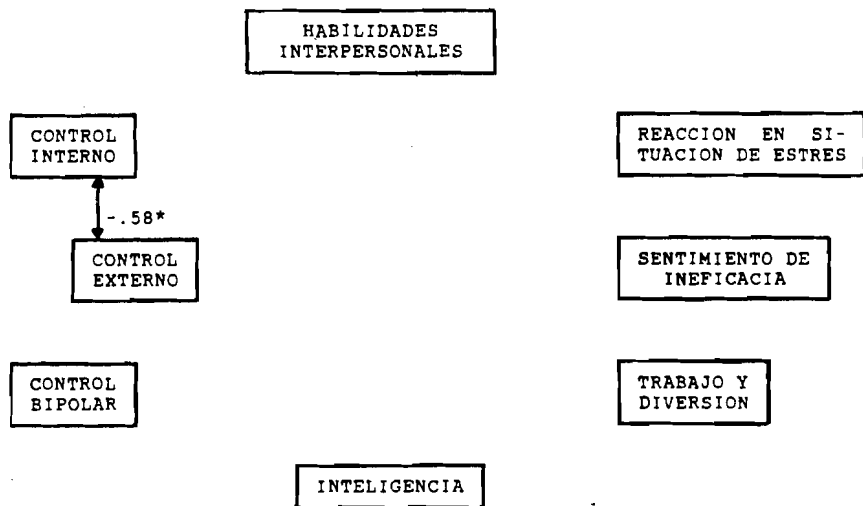 HABILIDADES
INTERPERSONALES
CONTROL
INTERNO
REACCION EN SI-
TUACION DE ESTRES
-.58*
CONTROL
EXTERNO
SENTIMIENTO DE
INEFICACIA
CONTROL
BIPOLAR
TRABAJO Y
DIVERSION
INTELIGENCIA